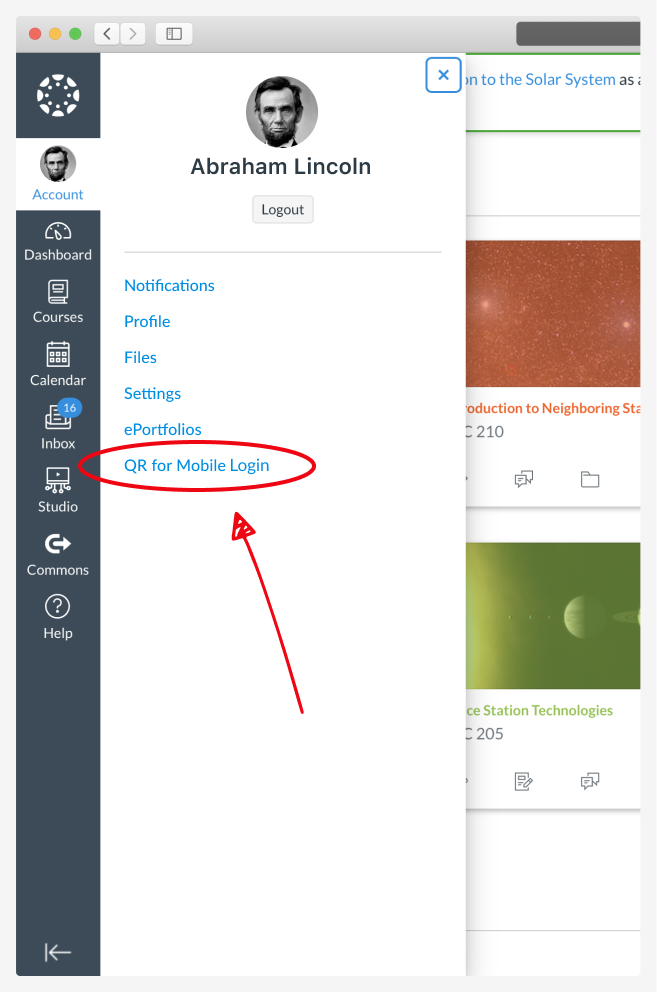 Account
Dashboard
Courses
Calendar
16
Inbox
Studio
Commons
Help
Abraham Lincoln
Logout
Notifications
Profile
Files
Settings
ePortfolios
QR for Mobile Login
on to the Solar System as
roduction to Neighboring Sta
C 210
ce Station Technologies
C 205